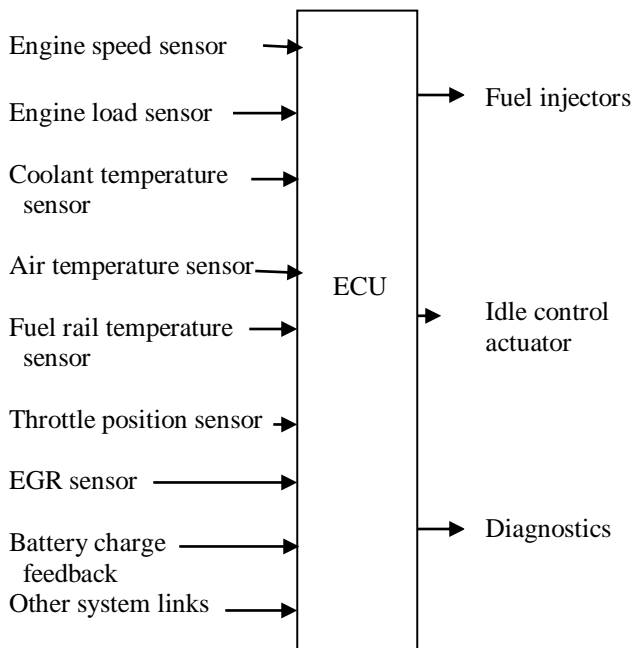 Engine speed sensor
Engine load sensor
Coolant temperature
sensor
Air temperature sensor
Fuel rail temperature
sensor
Throttle position sensor
EGR sensor
Battery charge
feedback
Other system links
ECU
Fuel injectors
Idle control
actuator
Diagnostics